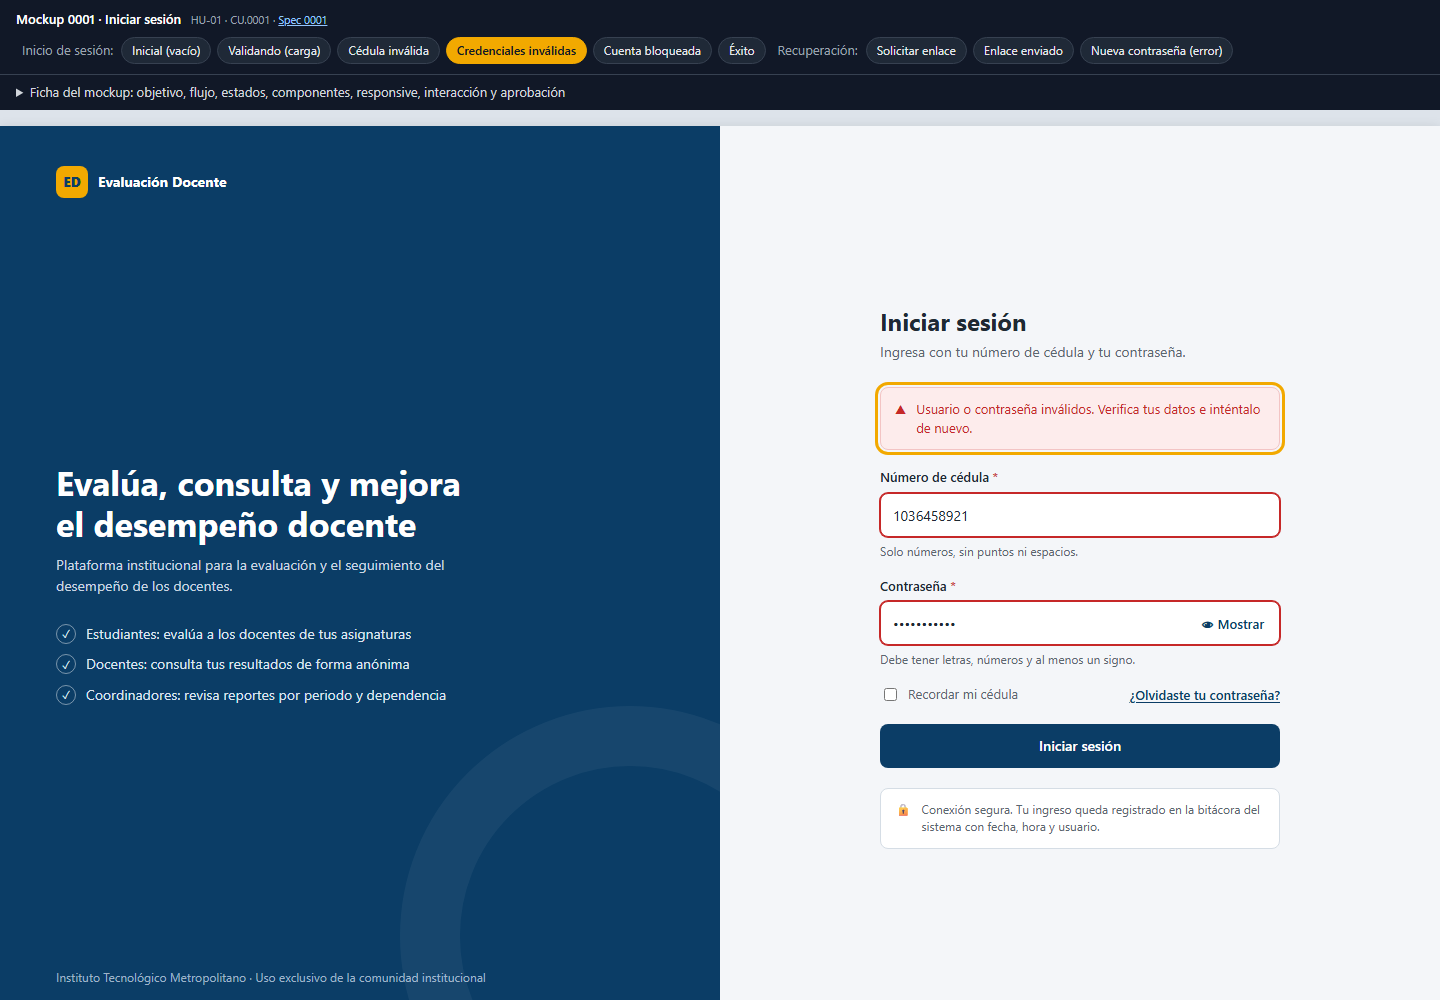 Mockup 0001 · Iniciar sesión HU-01 · CU.0001 · Spec 0001
Inicio de sesión: Inicial (vacío) Validando (carga) Cédula inválida Credenciales inválidas Cuenta bloqueada Éxito Recuperación: Solicitar enlace Enlace enviado Nueva contraseña (error)
Ficha del mockup: objetivo, flujo, estados, componentes, responsive, interacción y aprobación
ED Evaluación Docente
Evalúa, consulta y mejora
el desempeño docente
Plataforma institucional para la evaluación y el seguimiento del
desempeño de los docentes.
Estudiantes: evalúa a los docentes de tus asignaturas
Docentes: consulta tus resultados de forma anónima
Coordinadores: revisa reportes por periodo y dependencia
Instituto Tecnológico Metropolitano · Uso exclusivo de la comunidad institucional
Iniciar sesión
Ingresa con tu número de cédula y tu contraseña.
Usuario o contraseña inválidos. Verifica tus datos e inténtalo
de nuevo.
Número de cédula *
1036458921
Solo números, sin puntos ni espacios.
Contraseña *
••••••••••• Mostrar
Debe tener letras, números y al menos un signo.
Recordar mi cédula ¿Olvidaste tu contraseña?
Iniciar sesión
Conexión segura. Tu ingreso queda registrado en la bitácora del
sistema con fecha, hora y usuario.